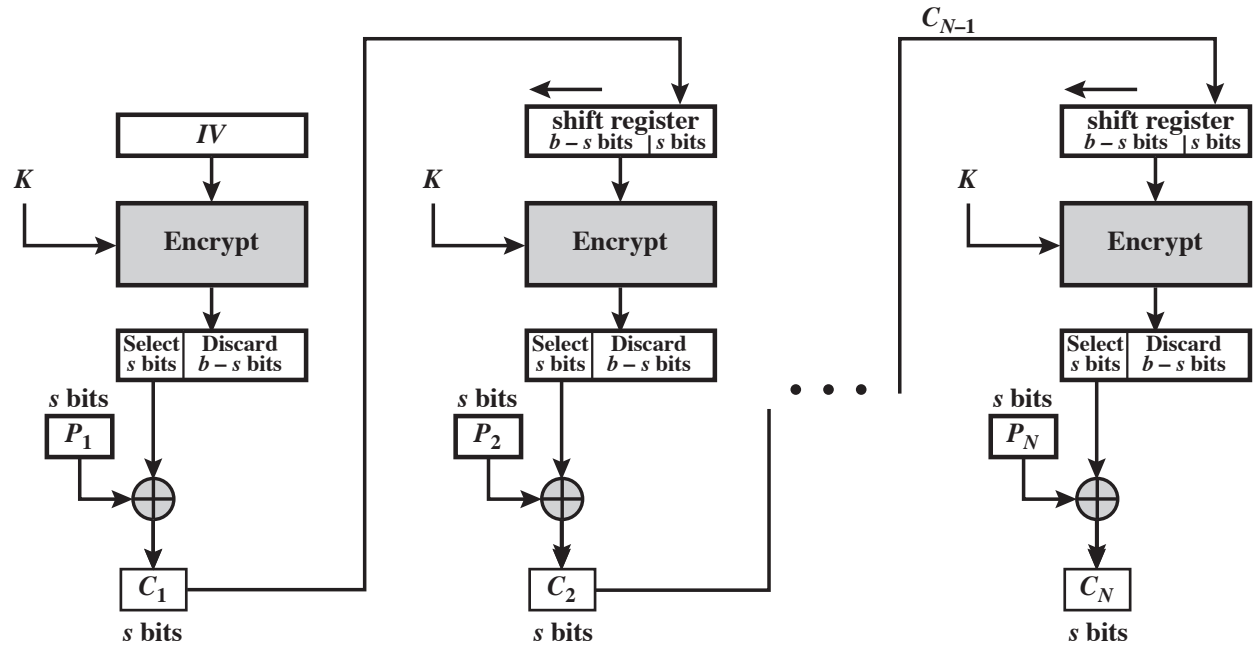 C_{N–1}
IV
K
Encrypt
Select
s bits
Discard
b – s bits
s bits
P_1
C_1
s bits
shift register
b – s bits
s bits
K
Encrypt
Select
s bits
Discard
b – s bits
s bits
P_2
C_2
s bits
• • •
shift register
b – s bits
s bits
K
Encrypt
Select
s bits
Discard
b – s bits
s bits
P_N
C_N
s bits